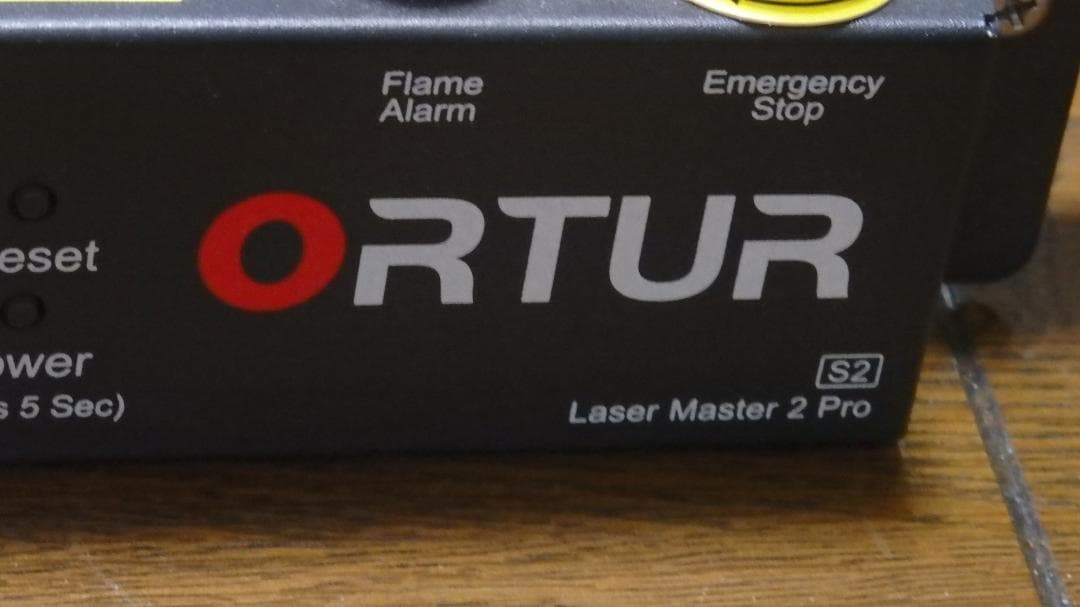 Flame
Alarm
Emergency
Stop
eset
ower
s 5 Sec)
ORTUR
S2
Laser Master 2 Pro